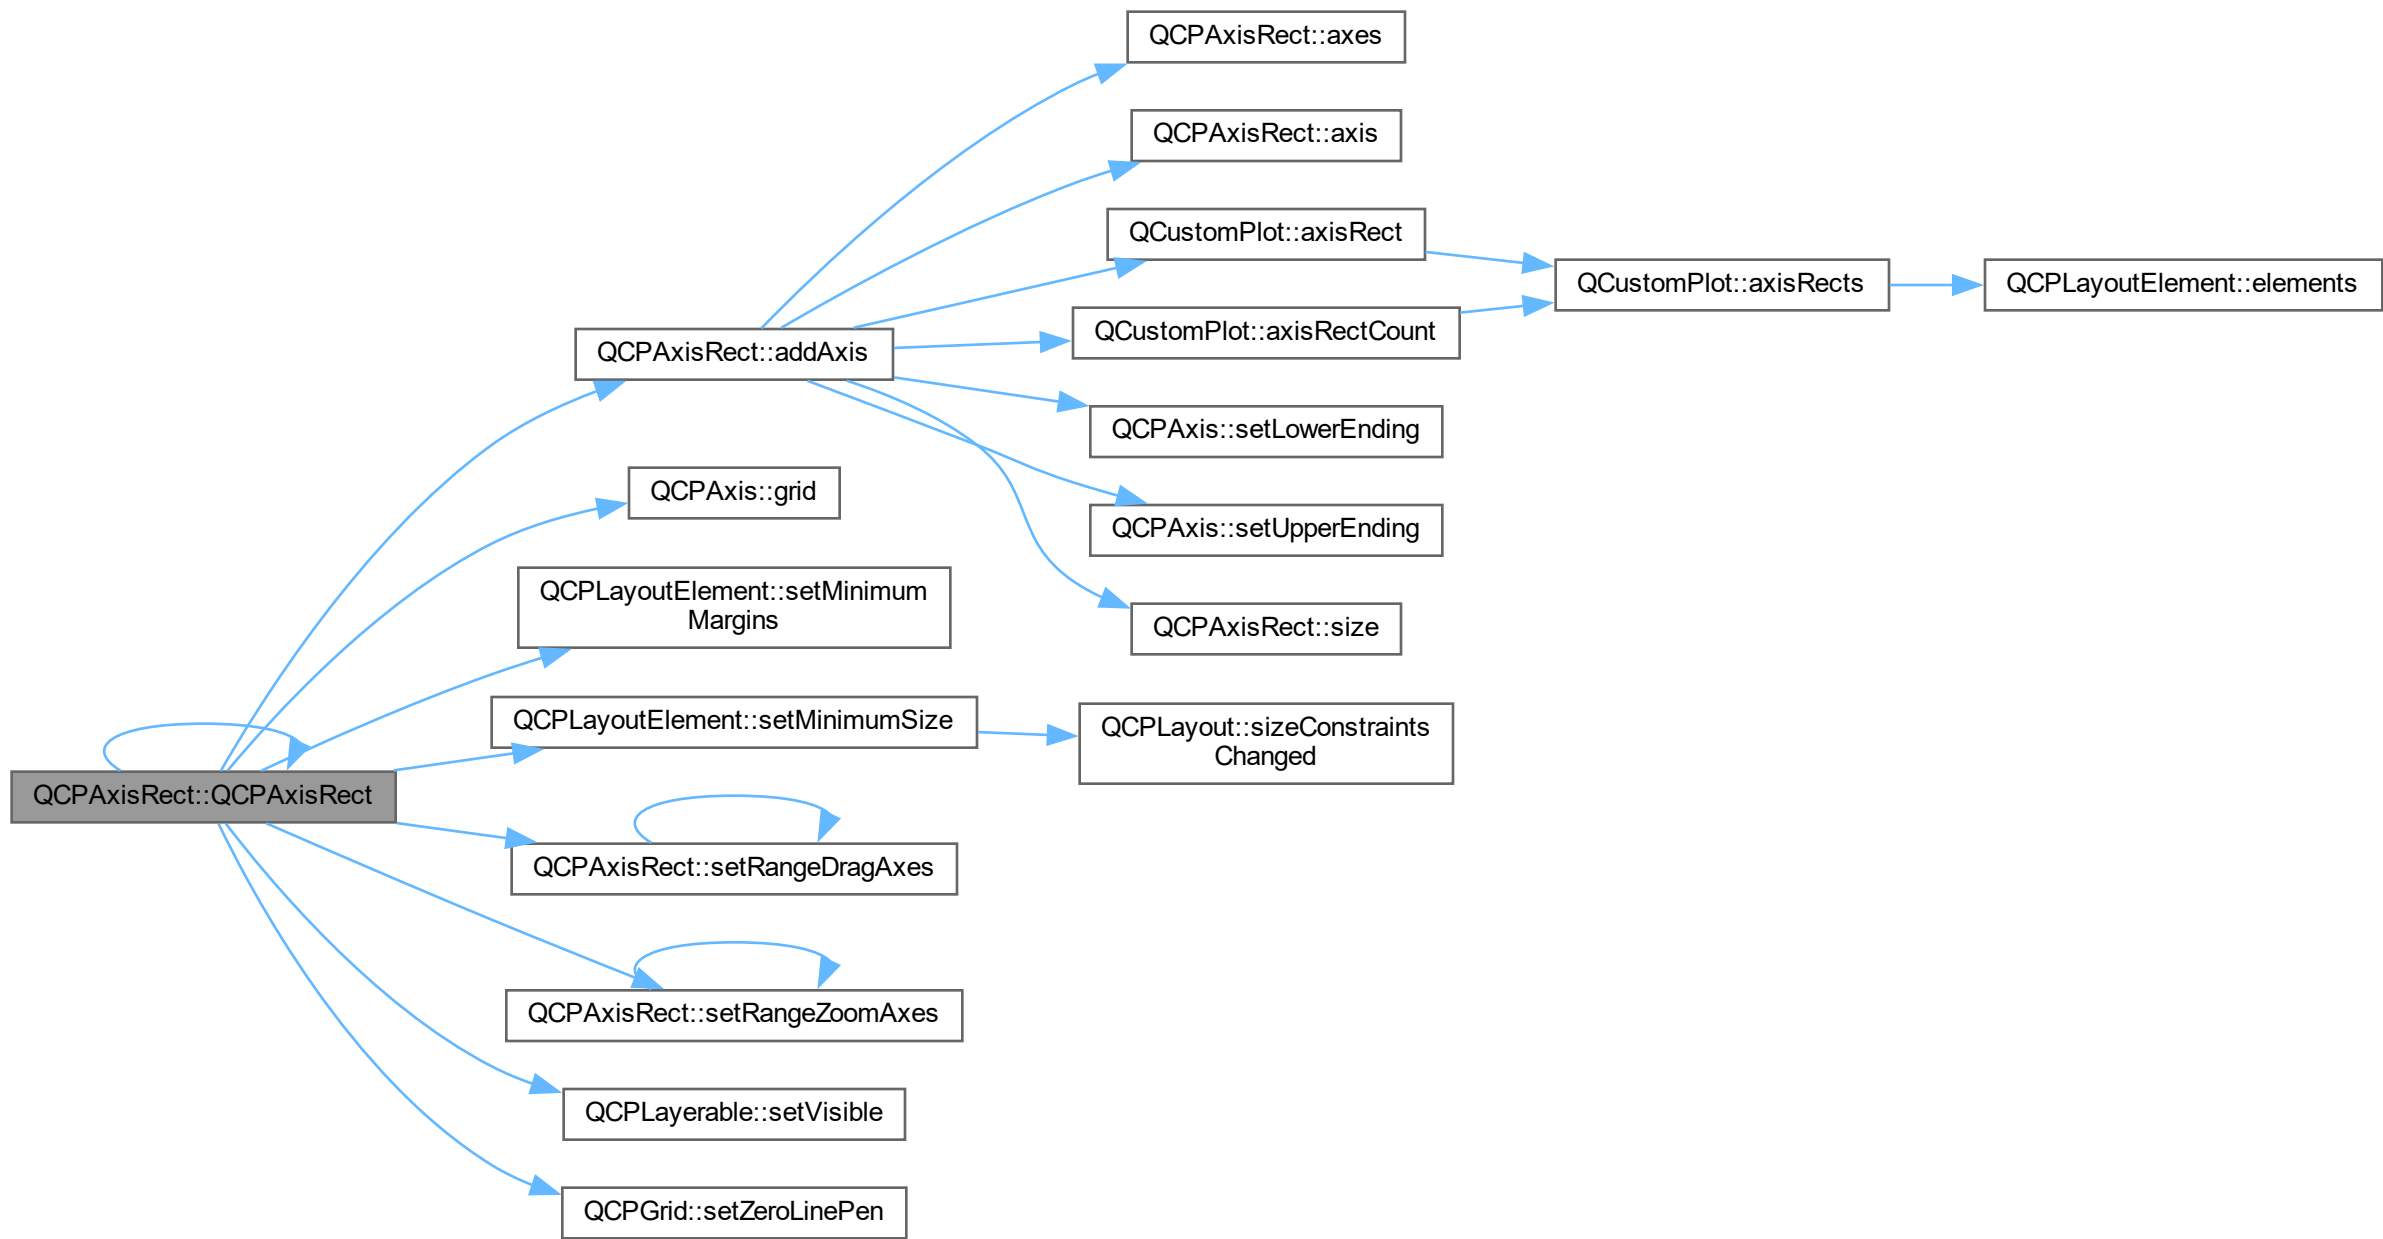 QCPAxisRect::axes
QCPAxisRect::axis
QCustomPlot::axisRect
QCustomPlot::axisRects
QCPLayoutElement::elements
QCustomPlot::axisRectCount
QCPAxisRect::addAxis
QCPAxis::setLowerEnding
QCPAxis::grid
QCPAxis::setUpperEnding
QCPLayoutElement::setMinimum
Margins
QCPAxisRect::size
QCPLayoutElement::setMinimumSize
QCPLayout::sizeConstraints
Changed
QCPAxisRect::QCPAxisRect
QCPAxisRect::setRangeDragAxes
QCPAxisRect::setRangeZoomAxes
QCPLayerable::setVisible
QCPGrid::setZeroLinePen